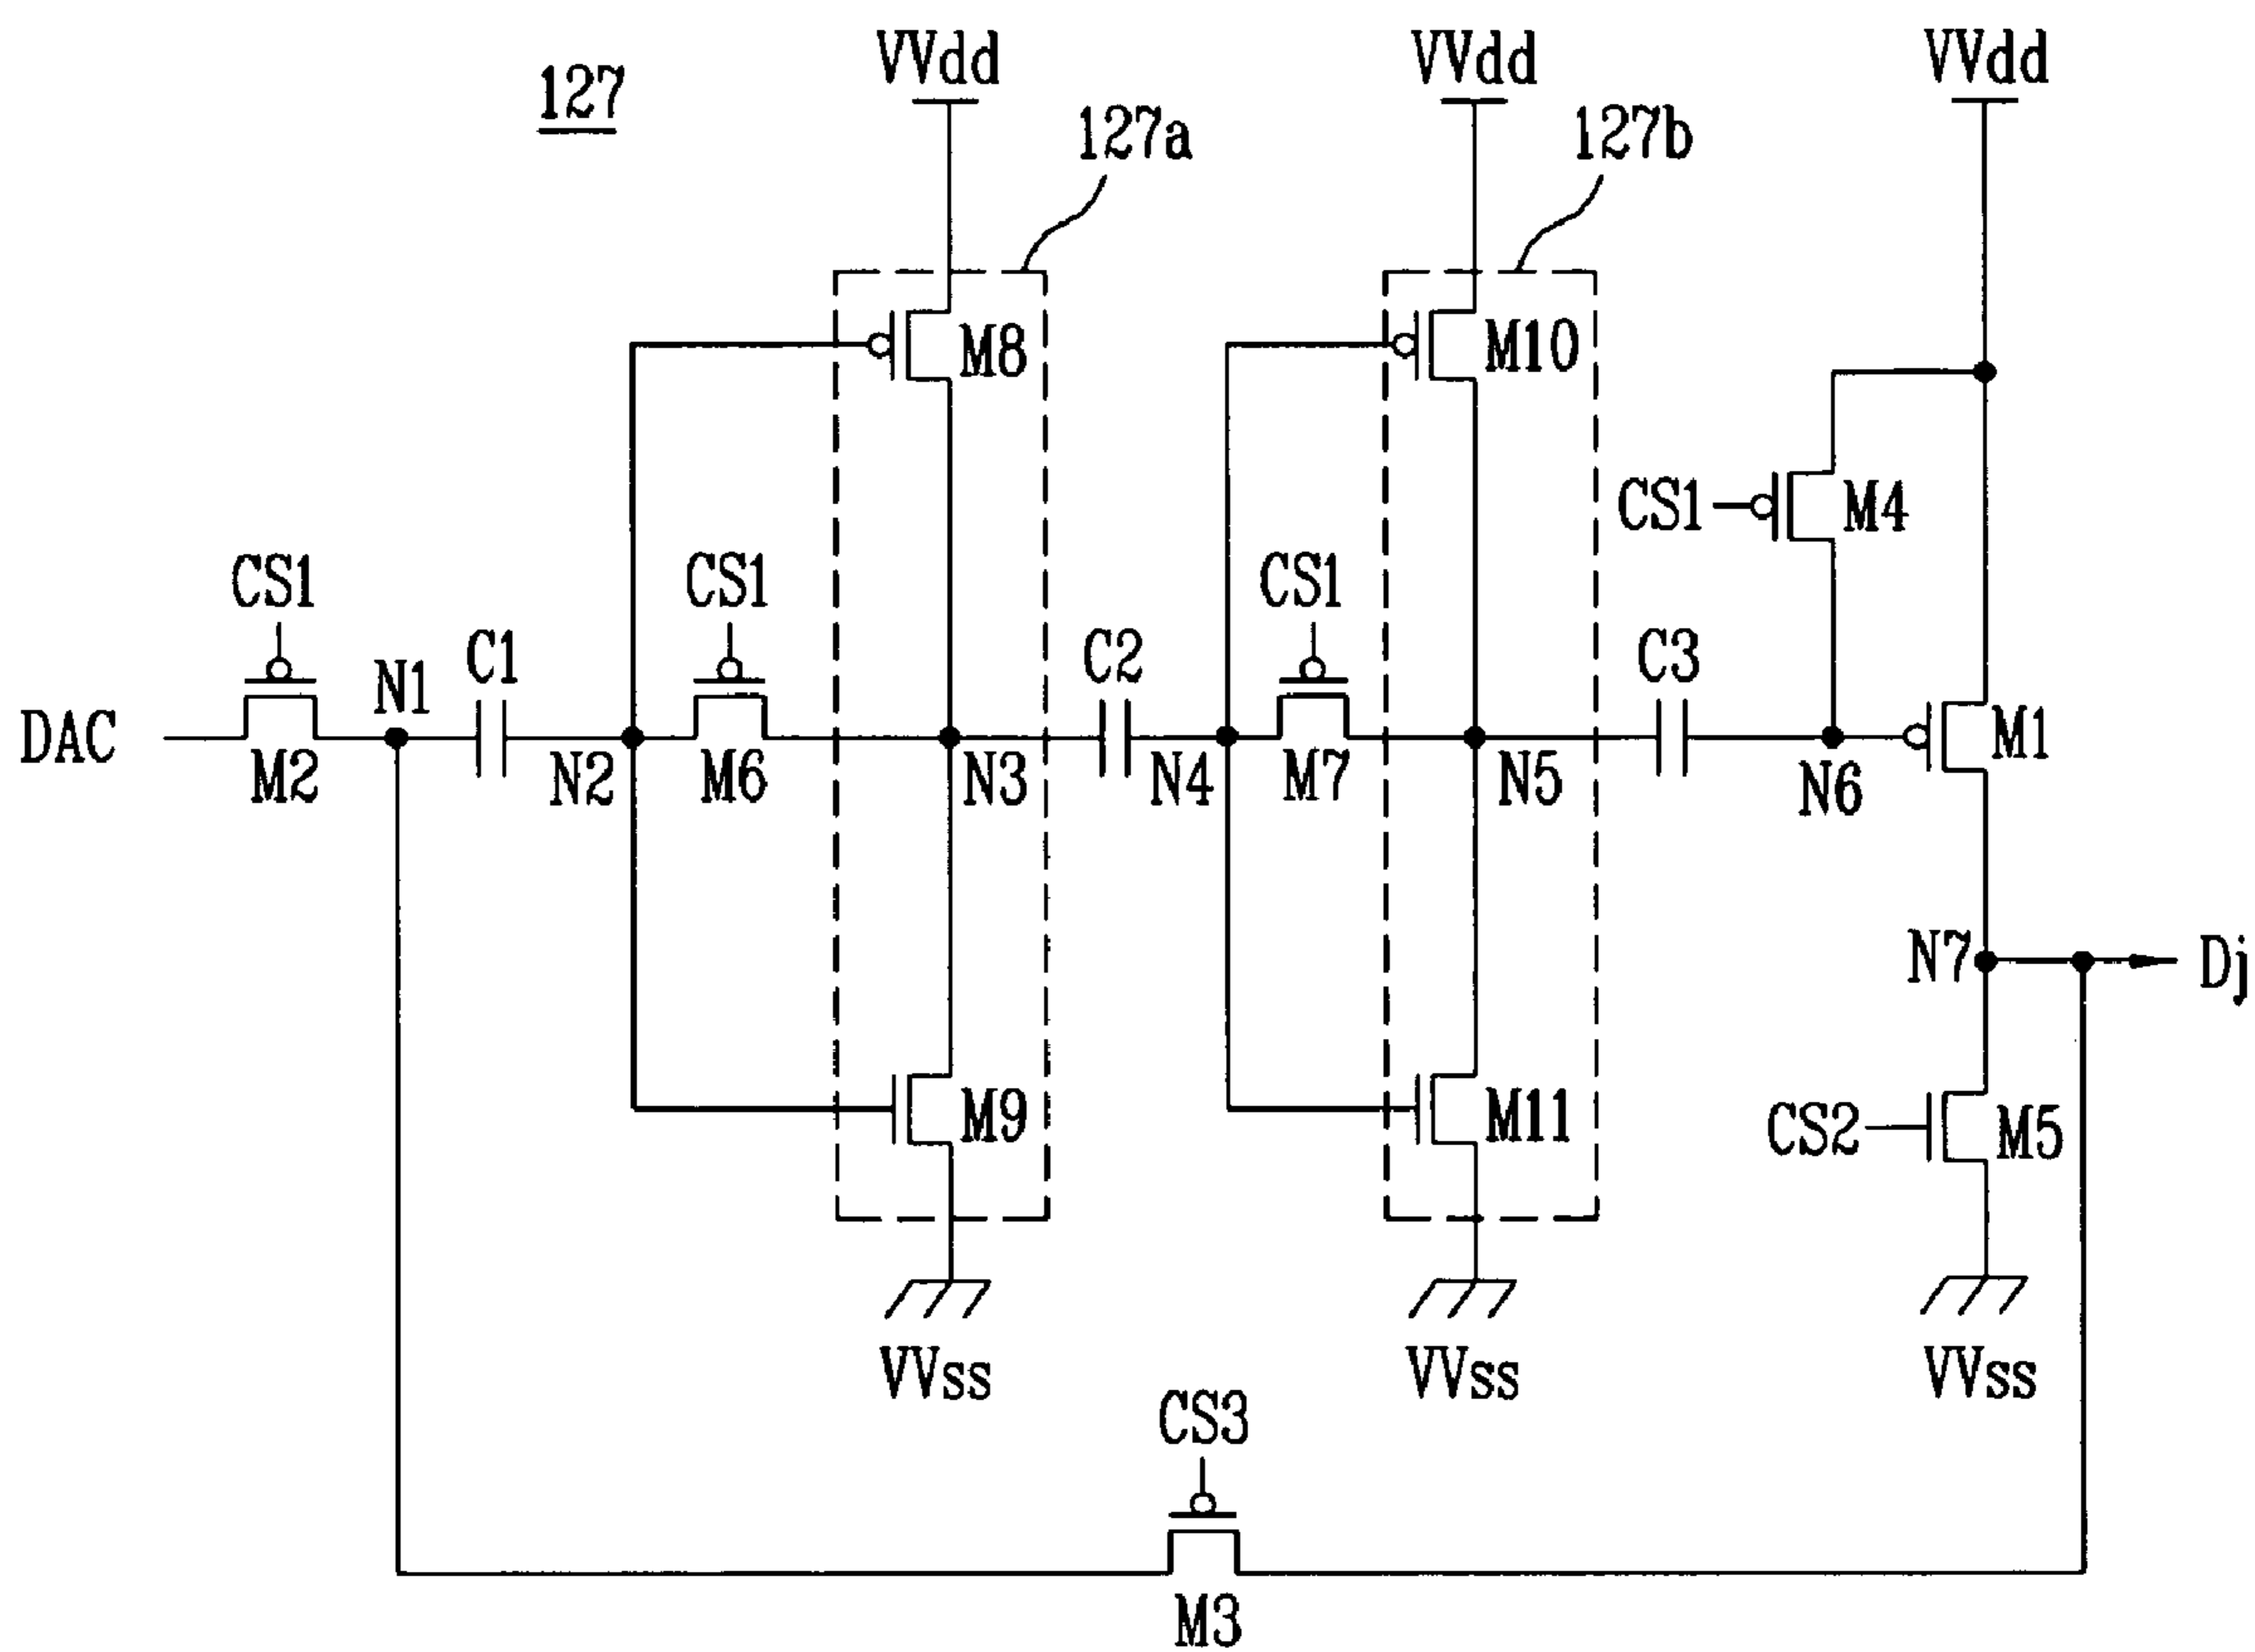 127
VVdd
VVdd
VVdd
127a
127b
M8
M10
CS1
M4
CS1
CS1
CS1
C1
C2
C3
N1
DAC
M2
N2
M6
N3
N4
M7
N5
N6
M1
N7
Dj
M9
M11
CS2
M5
VVss
VVss
VVss
CS3
M3